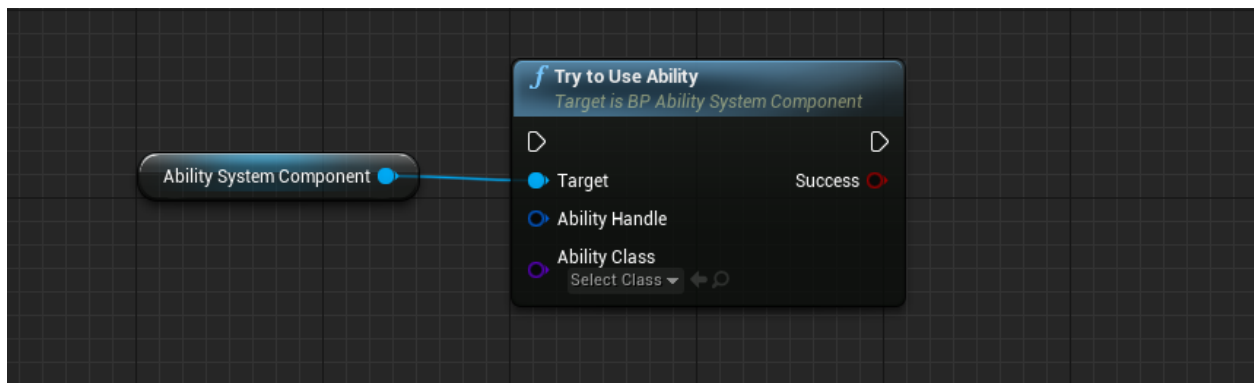 Try to Use Ability
Target is BP Ability System Component
Ability System Component
Target
Success
Ability Handle
Ability Class
Select Class